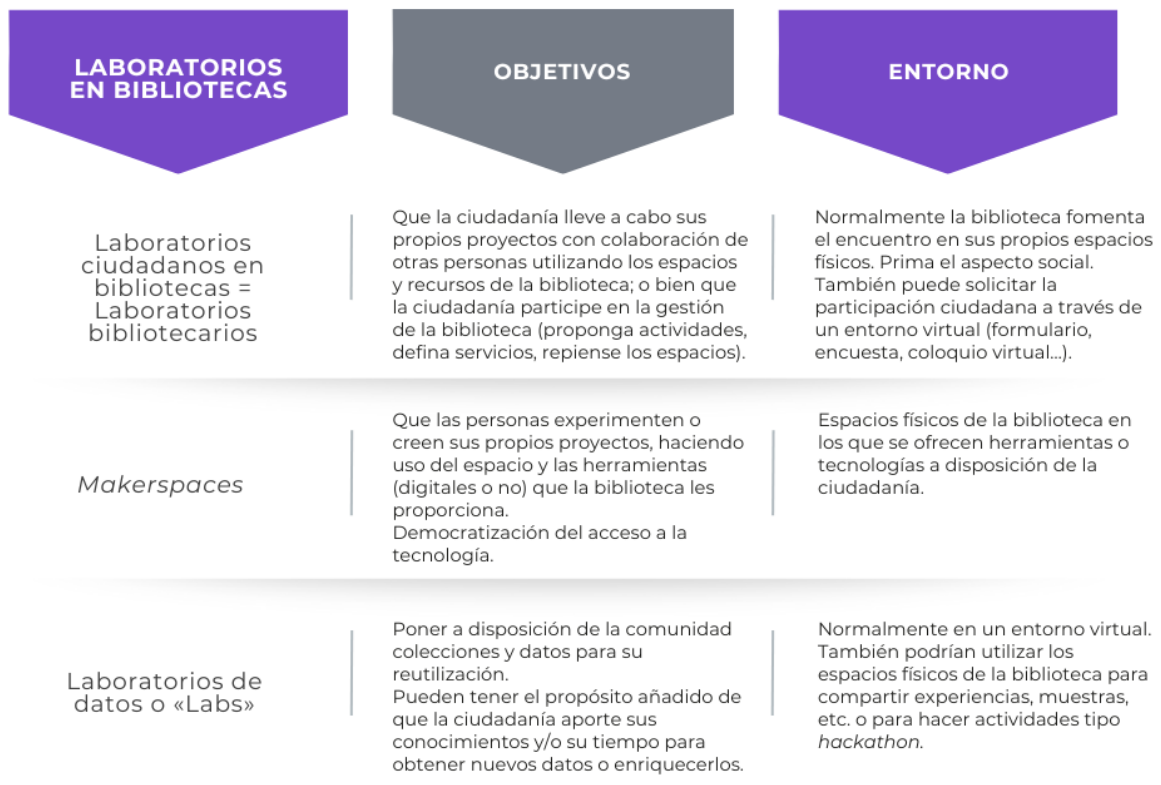 LABORATORIOS
EN BIBLIOTECAS
OBJETIVOS
ENTORNO
Laboratorios
ciudadanos en
bibliotecas =
Laboratorios
bibliotecarios
Que la ciudadanía lleve a cabo sus
propios proyectos con colaboración de
otras personas utilizando los espacios
y recursos de la biblioteca; o bien que
la ciudadanía participe en la gestión
de la biblioteca (proponga actividades,
defina servicios, repiense los espacios).
Normalmente la biblioteca fomenta
el encuentro en sus propios espacios
físicos. Prima el aspecto social.
También puede solicitar la
participación ciudadana a través de
un entorno virtual (formulario,
encuesta, coloquio virtual...).
Makerspaces
Que las personas experimenten o
creen sus propios proyectos, haciendo
uso del espacio y las herramientas
(digitales o no) que la biblioteca les
proporciona.
Democratización del acceso a la
tecnología.
Espacios físicos de la biblioteca en
los que se ofrecen herramientas o
tecnologías a disposición de la
ciudadanía.
Laboratorios de
datos o «Labs»
Poner a disposición de la comunidad
colecciones y datos para su
reutilización.
Pueden tener el propósito añadido de
que la ciudadanía aporte sus
conocimientos y/o su tiempo para
obtener nuevos datos o enriquecerlos.
Normalmente en un entorno virtual.
También podrían utilizar los
espacios físicos de la biblioteca para
compartir experiencias, muestras,
etc. o para hacer actividades tipo
hackathon.